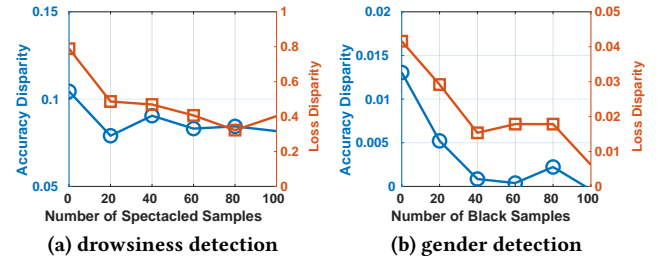 0.15
0.1
0.05
Accuracy Disparity
1
0.8
0.6
0.4
0.2
0
Loss Disparity
0 20 40 60 80 100
Number of Spectacled Samples
(a) drowsiness detection
0.02
0.015
0.01
0.005
0
Accuracy Disparity
0.05
0.04
0.03
0.02
0.01
0
Loss Disparity
0 20 40 60 80 100
Number of Black Samples
(b) gender detection